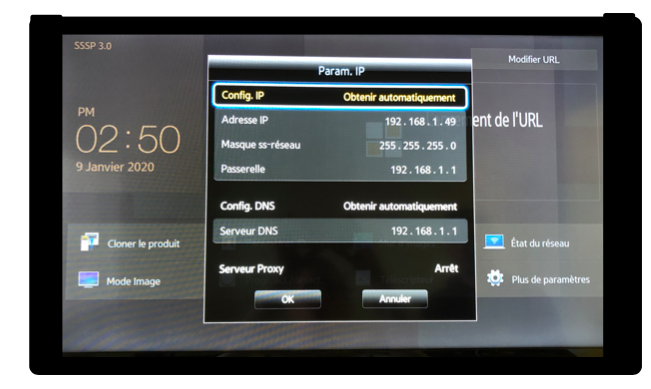 SSSP 3.0
Modifier URL
Param. IP
Config. IP Obtenir automatiquement
Adresse IP 192.168.1.49
Masque ss-réseau 255.255.255.0
Passerelle 192.168.1.1
Config. DNS Obtenir automatiquement
Serveur DNS 192.168.1.1
Serveur Proxy Arrêt
OK Annuler
PM
02:50
9 Janvier 2020
ent de l'URL
Cloner le produit
Mode Image
État du réseau
Plus de paramètres